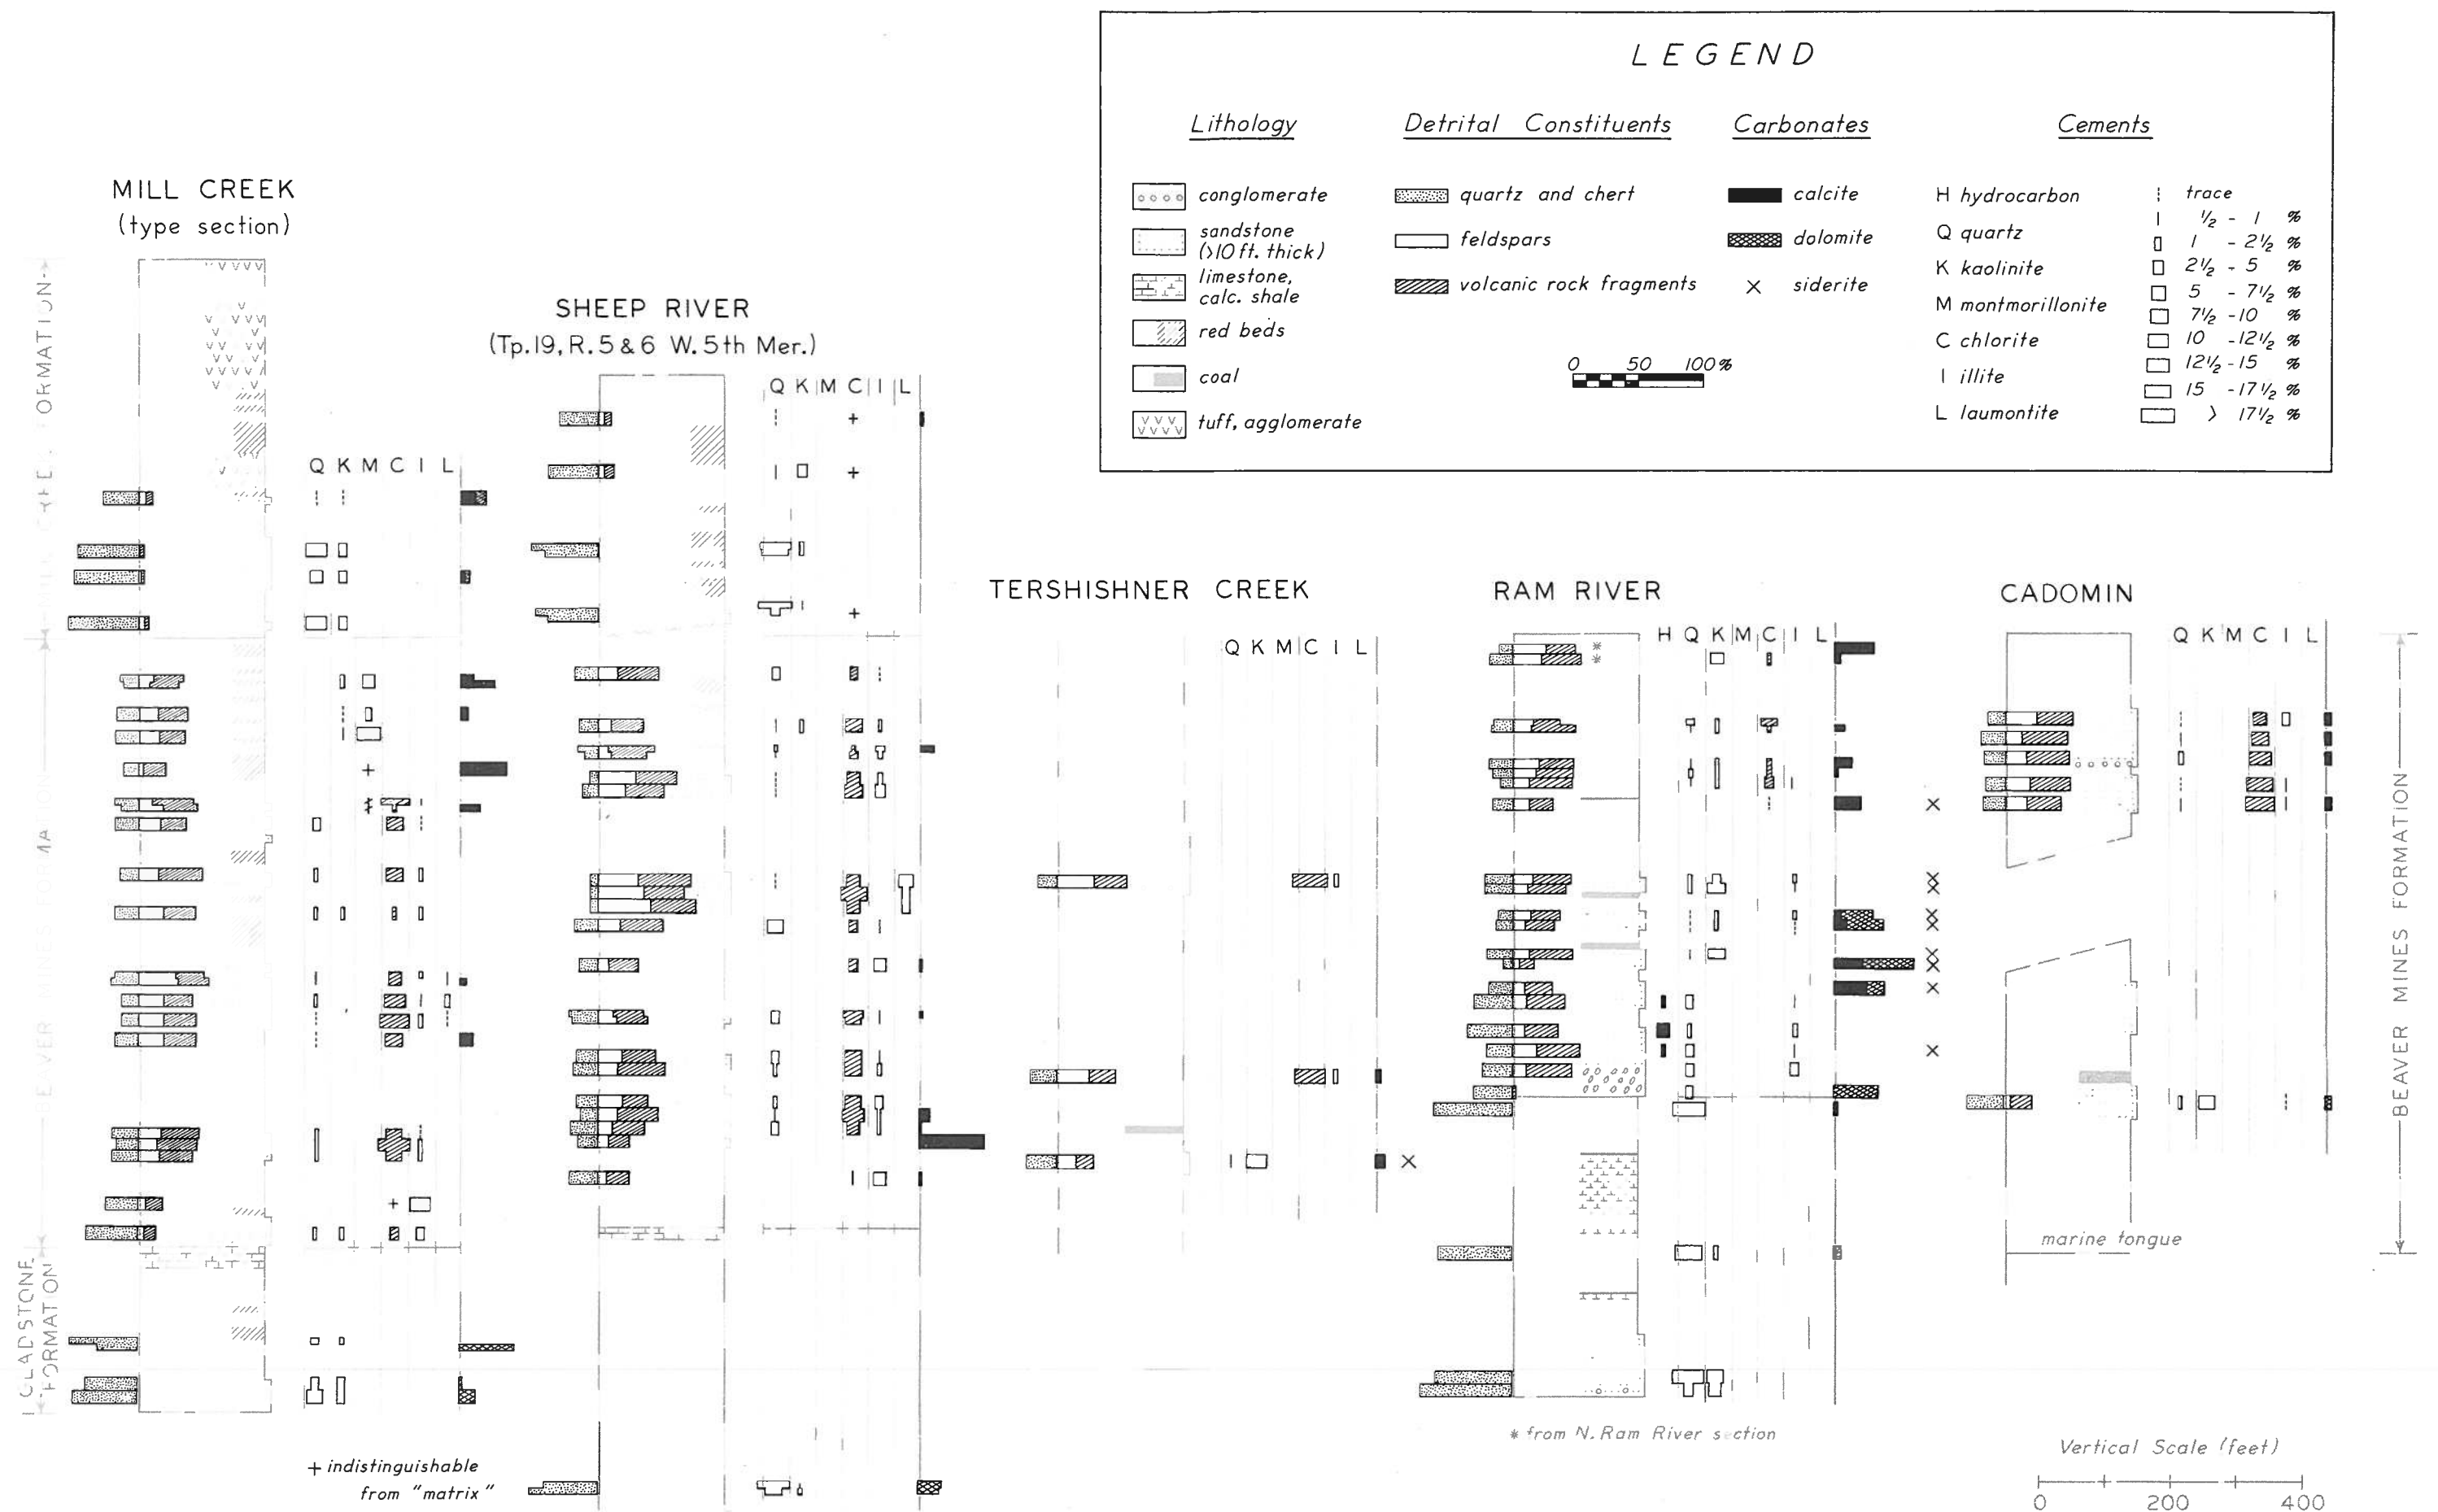 LEGEND
Lithology
conglomerate
sandstone
(>10 ft. thick)
limestone,
calc. shale
red beds
coal
tuff, agglomerate
Detrital Constituents
quartz and chert
feldspars
volcanic rock fragments
0 50 100%
Carbonates
calcite
dolomite
× siderite
Cements
H hydrocarbon
Q quartz
K kaolinite
M montmorillonite
C chlorite
I illite
L laumontite
trace
½ - 1 %
1 - 2½ %
2½ - 5 %
5 - 7½ %
7½ - 10 %
10 - 12½ %
12½ - 15 %
15 - 17½ %
> 17½ %
MILL CREEK
(type section)
Q K M C I L
SHEEP RIVER
(Tp.19, R.5 & 6 W. 5th Mer.)
Q K M C I L
TERSHISHNER CREEK
Q K M C I L
RAM RIVER
H Q K M C I L
CADOMIN
Q K M C I L
BEAVER MINES FORMATION
GLADSTONE
FORMATION
BEAVER MINES FORMATION
marine tongue
* from N. Ram River section
+ indistinguishable
from "matrix"
Vertical Scale (feet)
0 200 400